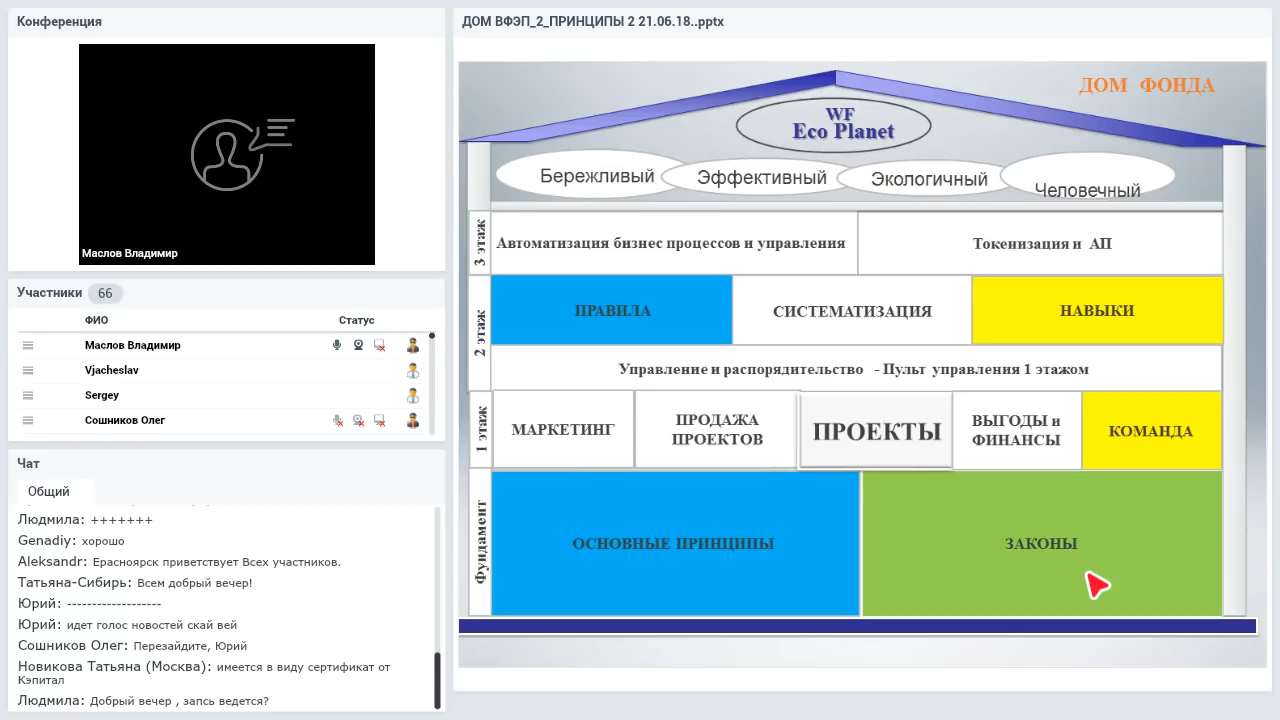 Конференция
Маслов Владимир
Участники 66
ФИО Статус
Маслов Владимир
Vjacheslav
Sergey
Сошников Олег
Чат
Общий
Людмила: +++++++
Genadiy: хорошо
Aleksandr: Ерасноярск приветствует Всех участников.
Татьяна-Сибирь: Всем добрый вечер!
Юрий: -------------------
Юрий: идет голос новостей скай вей
Сошников Олег: Перезайдите, Юрий
Новикова Татьяна (Москва): имеется в виду сертификат от
Кэпитал
Людмила: Добрый вечер , запсь ведется?
ДОМ ВФЭП_2_ПРИНЦИПЫ 2 21.06.18..pptx
ДОМ ФОНДА
WF
Eco Planet
Бережливый Эффективный Экологичный Человечный
3 этаж
Автоматизация бизнес процессов и управления
Токенизация и АП
2 этаж
ПРАВИЛА
СИСТЕМАТИЗАЦИЯ
НАВЫКИ
Управление и распорядительство - Пульт управления 1 этажом
1 этаж
МАРКЕТИНГ
ПРОДАЖА
ПРОЕКТОВ
ПРОЕКТЫ
ВЫГОДЫ и
ФИНАНСЫ
КОМАНДА
Фундамент
ОСНОВНЫЕ ПРИНЦИПЫ
ЗАКОНЫ